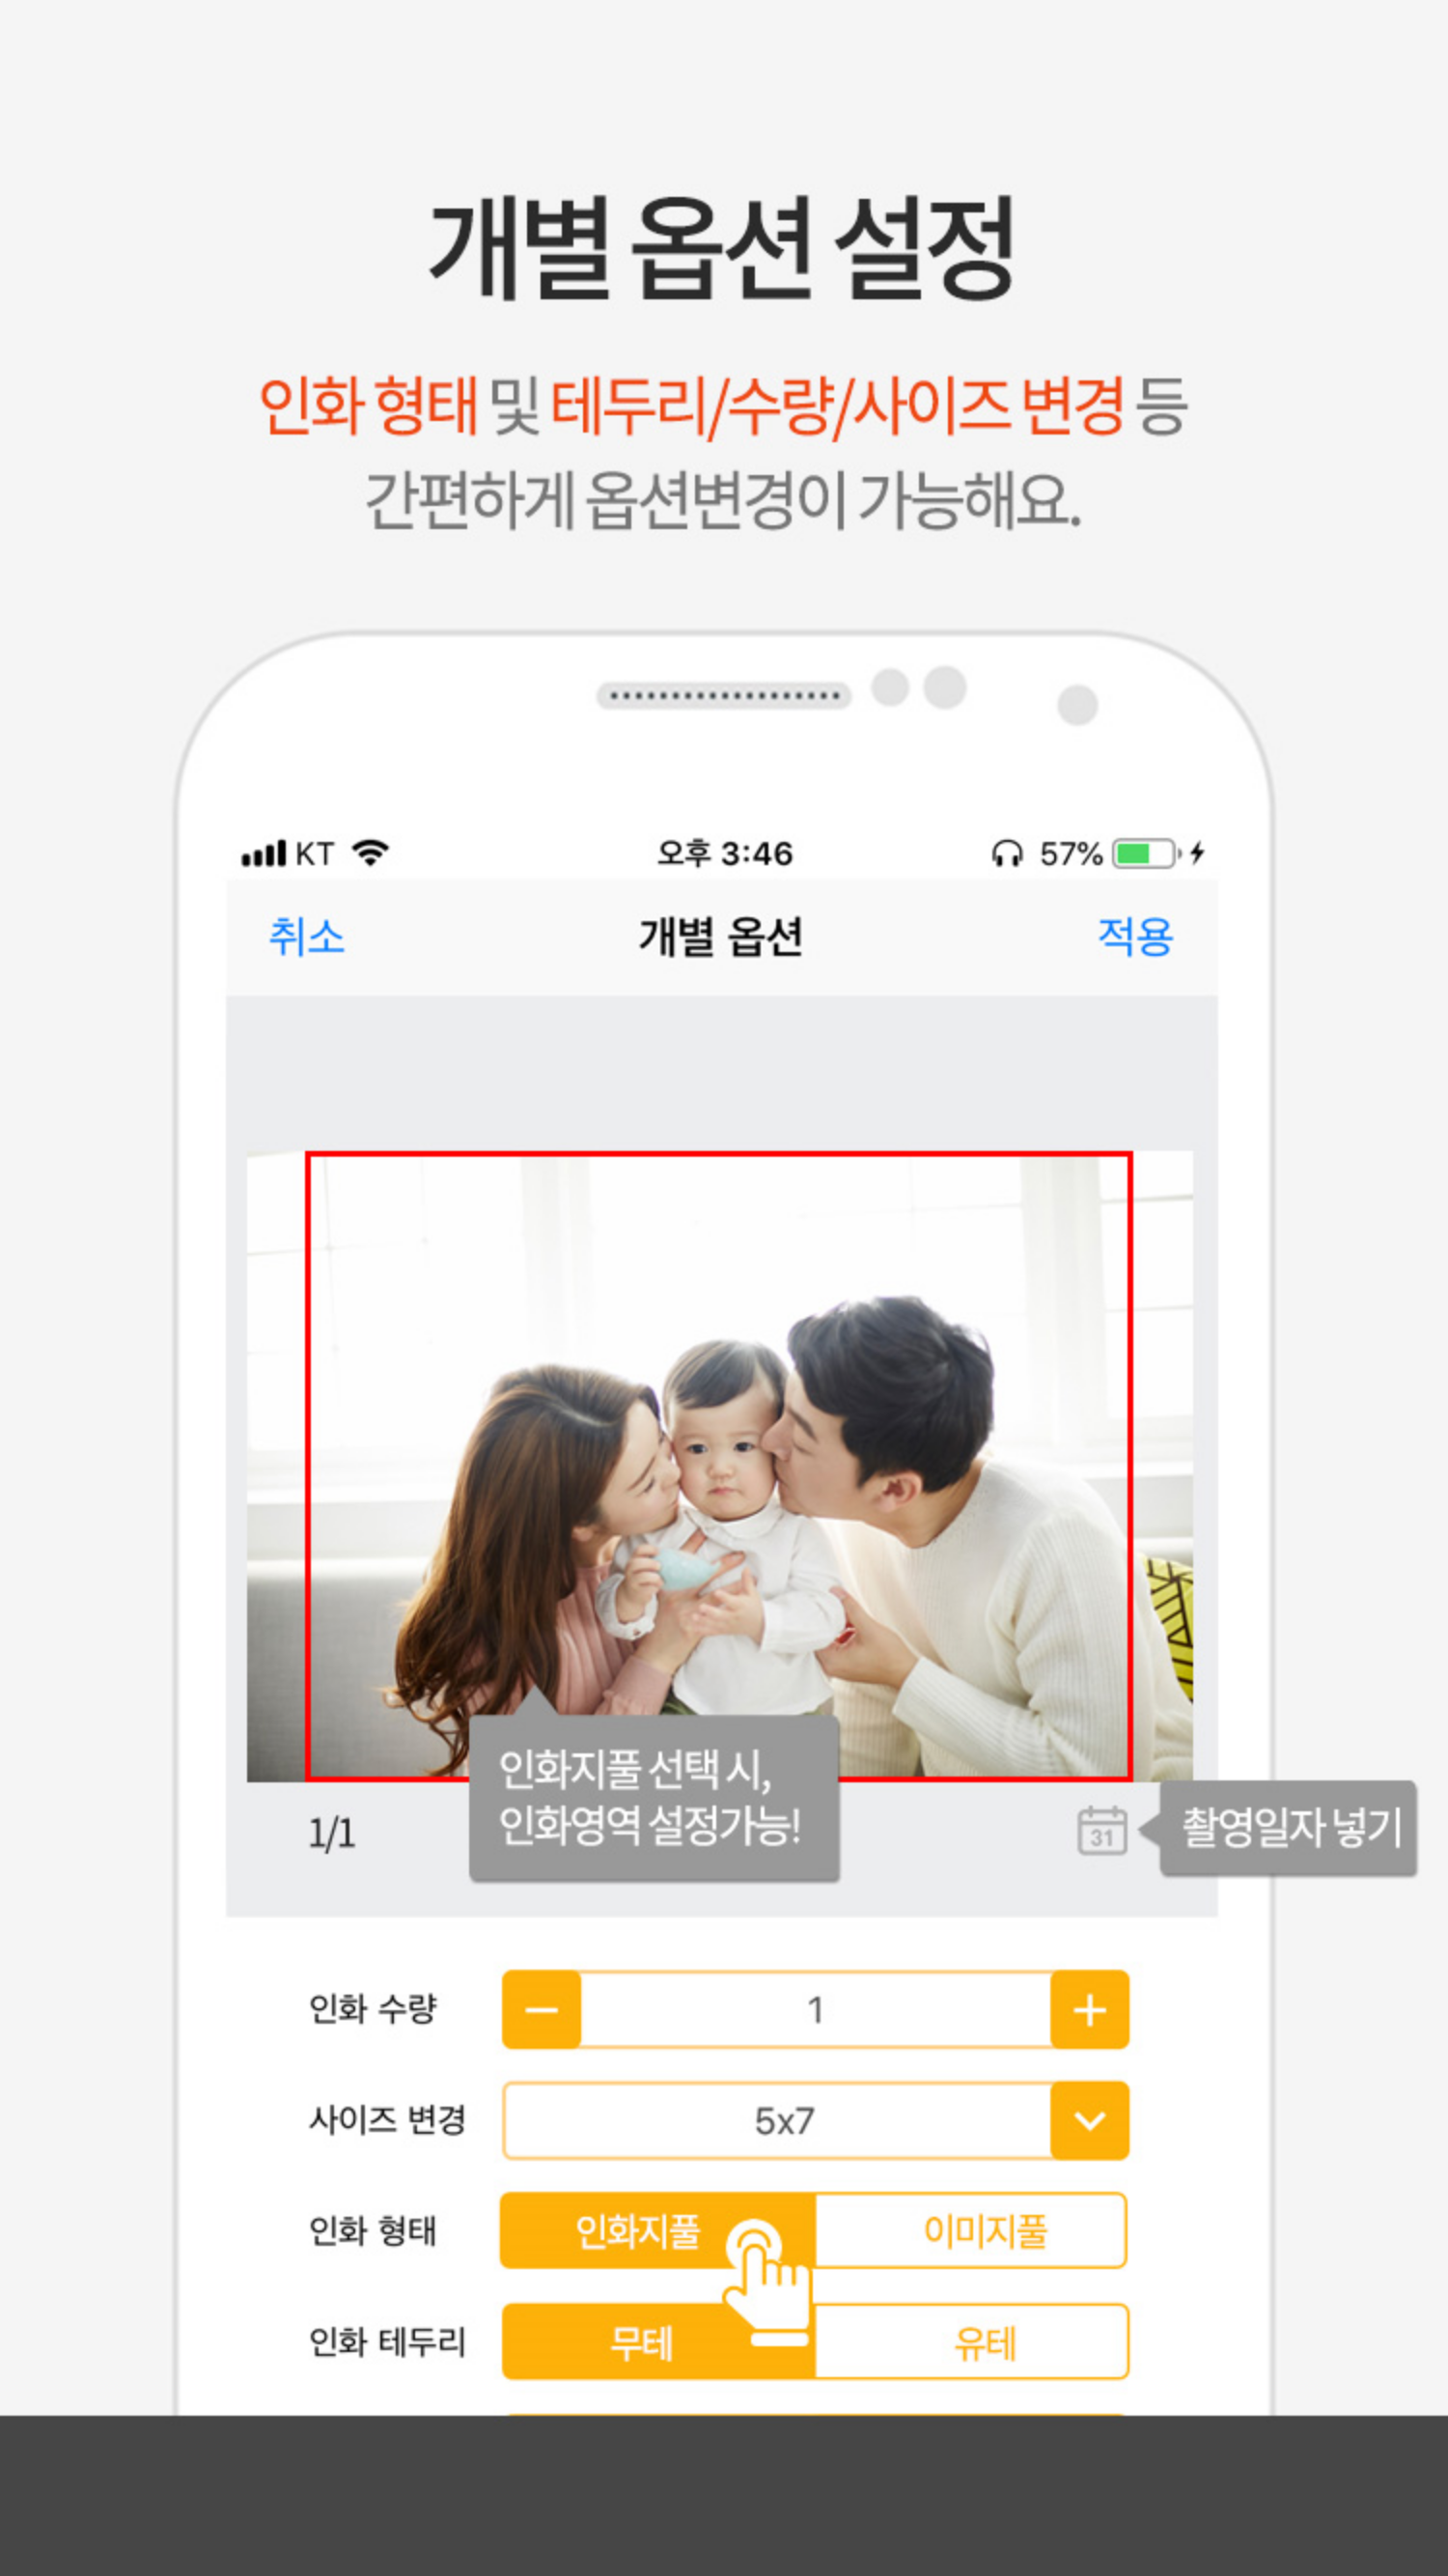 개별 옵션 설정
인화 형태 및 테두리/수량/사이즈 변경 등
간편하게 옵션변경이 가능해요.
KT 오후 3:46 57%
취소 개별 옵션 적용
인화지풀 선택 시,
인화영역 설정가능!
1/1 31 촬영일자 넣기
인화 수량 − 1 +
사이즈 변경 5x7
인화 형태 인화지풀 이미지풀
인화 테두리 무테 유테